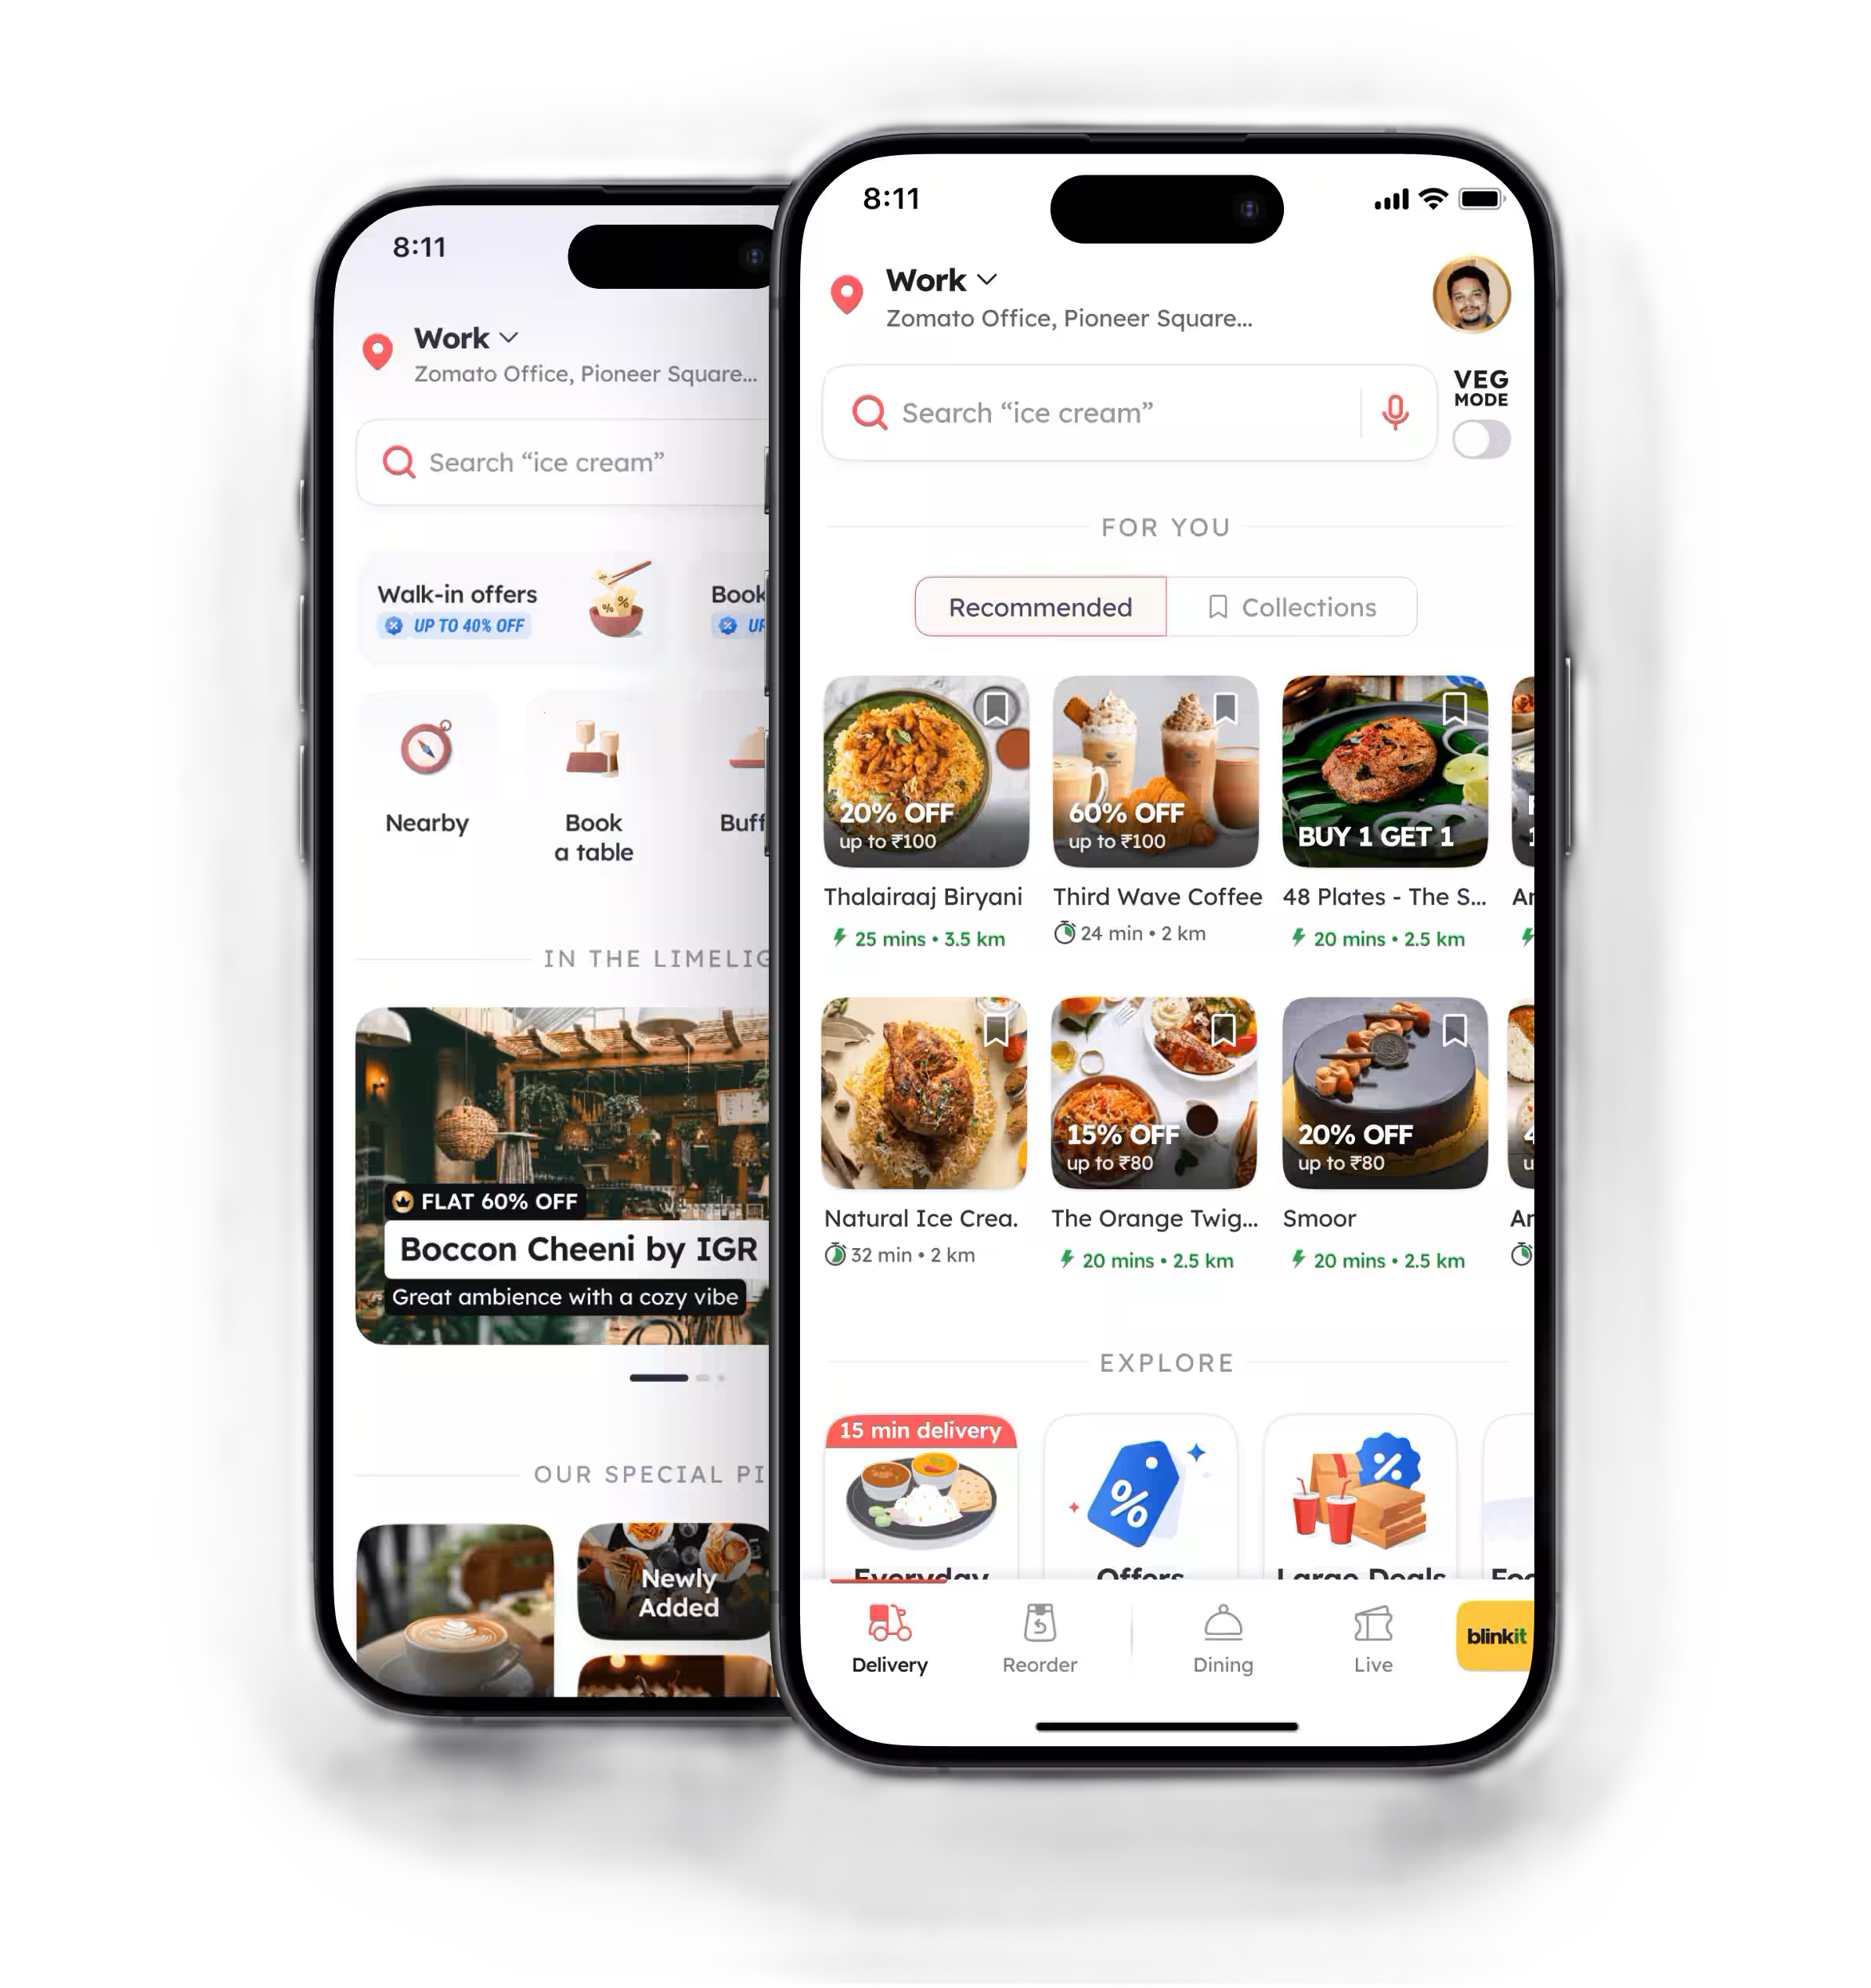 8:11
Work
Zomato Office, Pioneer Square...
Search “ice cream”
Walk-in offers
UP TO 40% OFF
Book
Nearby
Book
a table
IN THE
FLAT 60% OFF
Boccon Cheeni by IGR
Great ambience with a cozy vibe
OUR SPECIAL
Newly
Added
8:11
Work
Zomato Office, Pioneer Square...
Search “ice cream”
VEG
MODE
FOR YOU
Recommended
Collections
20% OFF
up to ₹100
60% OFF
up to ₹100
BUY 1 GET 1
Thalairaaj Biryani
Third Wave Coffee
48 Plates - The S...
25 mins • 3.5 km
24 min • 2 km
20 mins • 2.5 km
15% OFF
up to ₹80
20% OFF
up to ₹80
Natural Ice Crea.
The Orange Twig...
Smoor
32 min • 2 km
20 mins • 2.5 km
20 mins • 2.5 km
EXPLORE
15 min delivery
%
%
Everyday
Offers
Large Deals
Delivery
Reorder
Dining
Live
blinkit